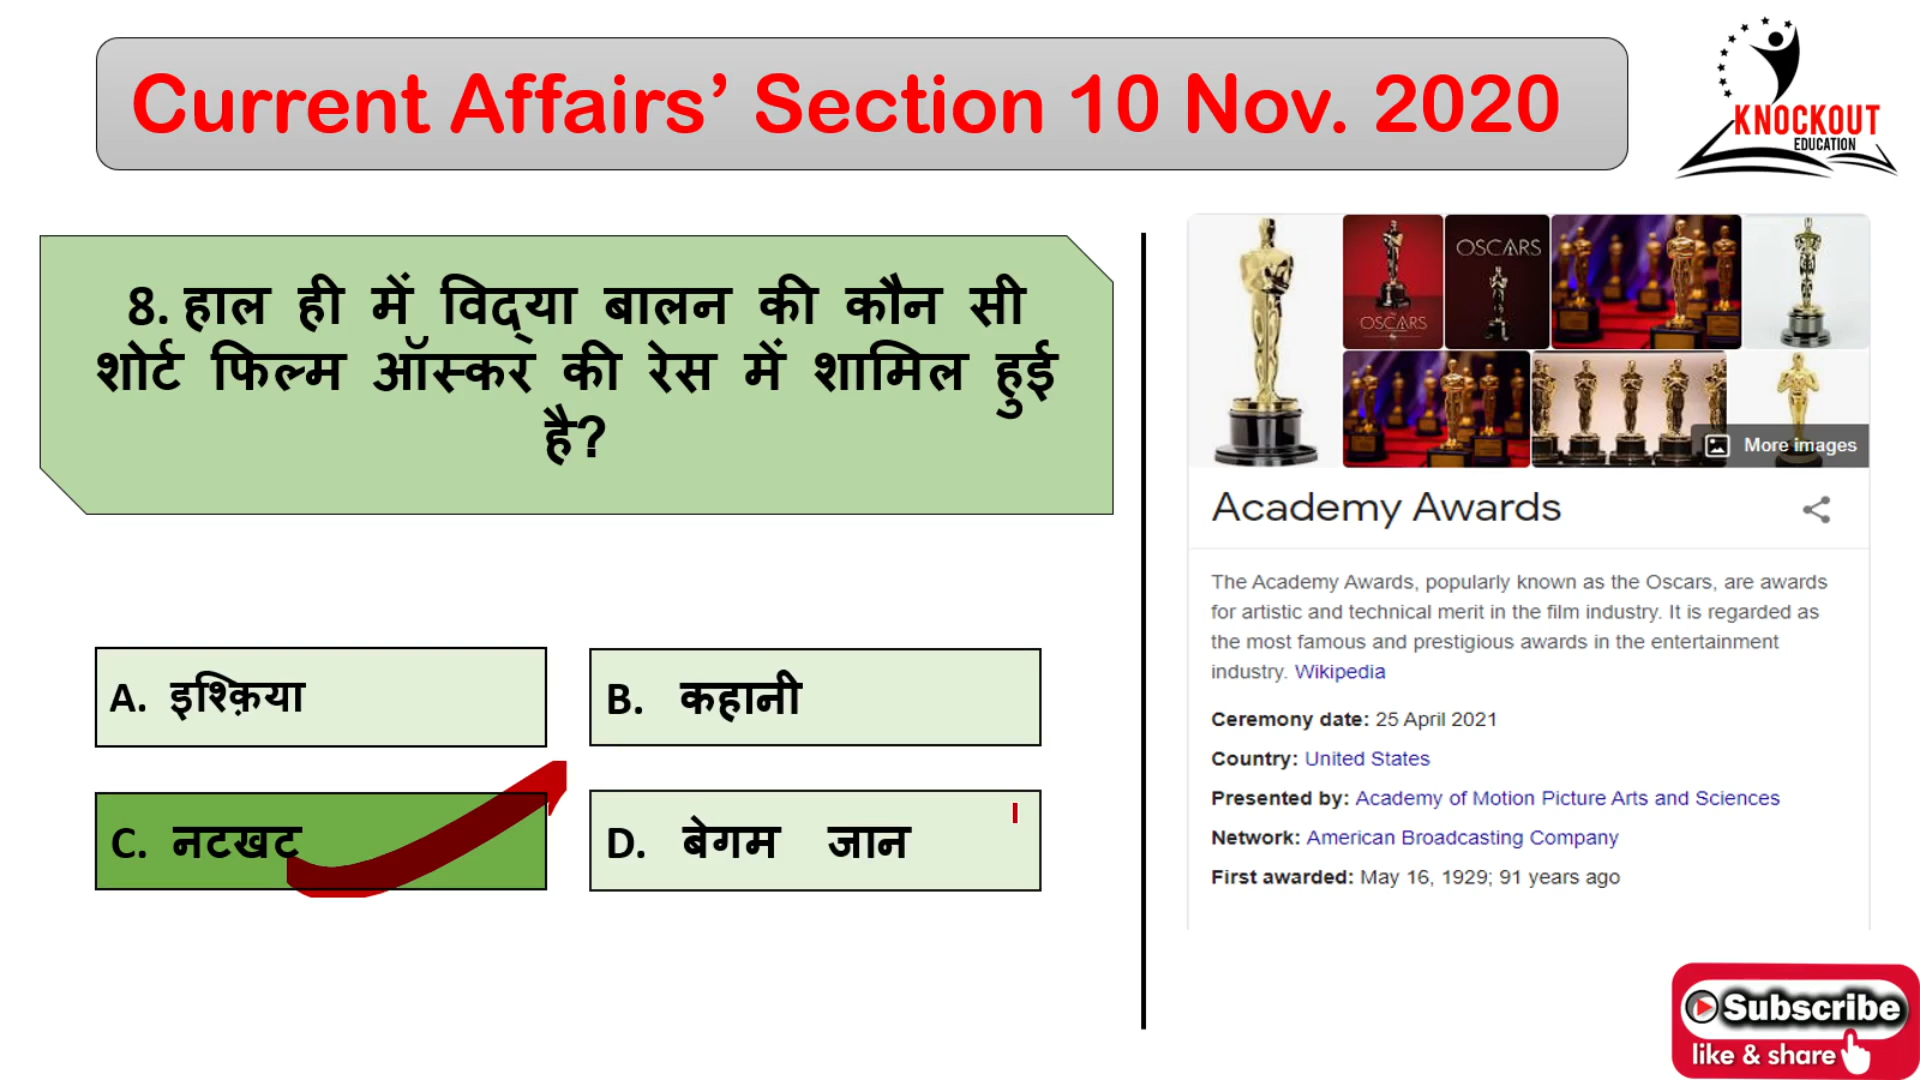 Current Affairs’ Section 10 Nov. 2020
KNOCKOUT
EDUCATION
8. हाल ही में विद्या बालन की कौन सी
शोर्ट फिल्म ऑस्कर की रेस में शामिल हुई
है?
A. इश्क़िया
B. कहानी
C. नटखट
D. बेगम जान
OSCARS
OSCARS
More images
Academy Awards
The Academy Awards, popularly known as the Oscars, are awards
for artistic and technical merit in the film industry. It is regarded as
the most famous and prestigious awards in the entertainment
industry. Wikipedia
Ceremony date: 25 April 2021
Country: United States
Presented by: Academy of Motion Picture Arts and Sciences
Network: American Broadcasting Company
First awarded: May 16, 1929; 91 years ago
Subscribe
like & share